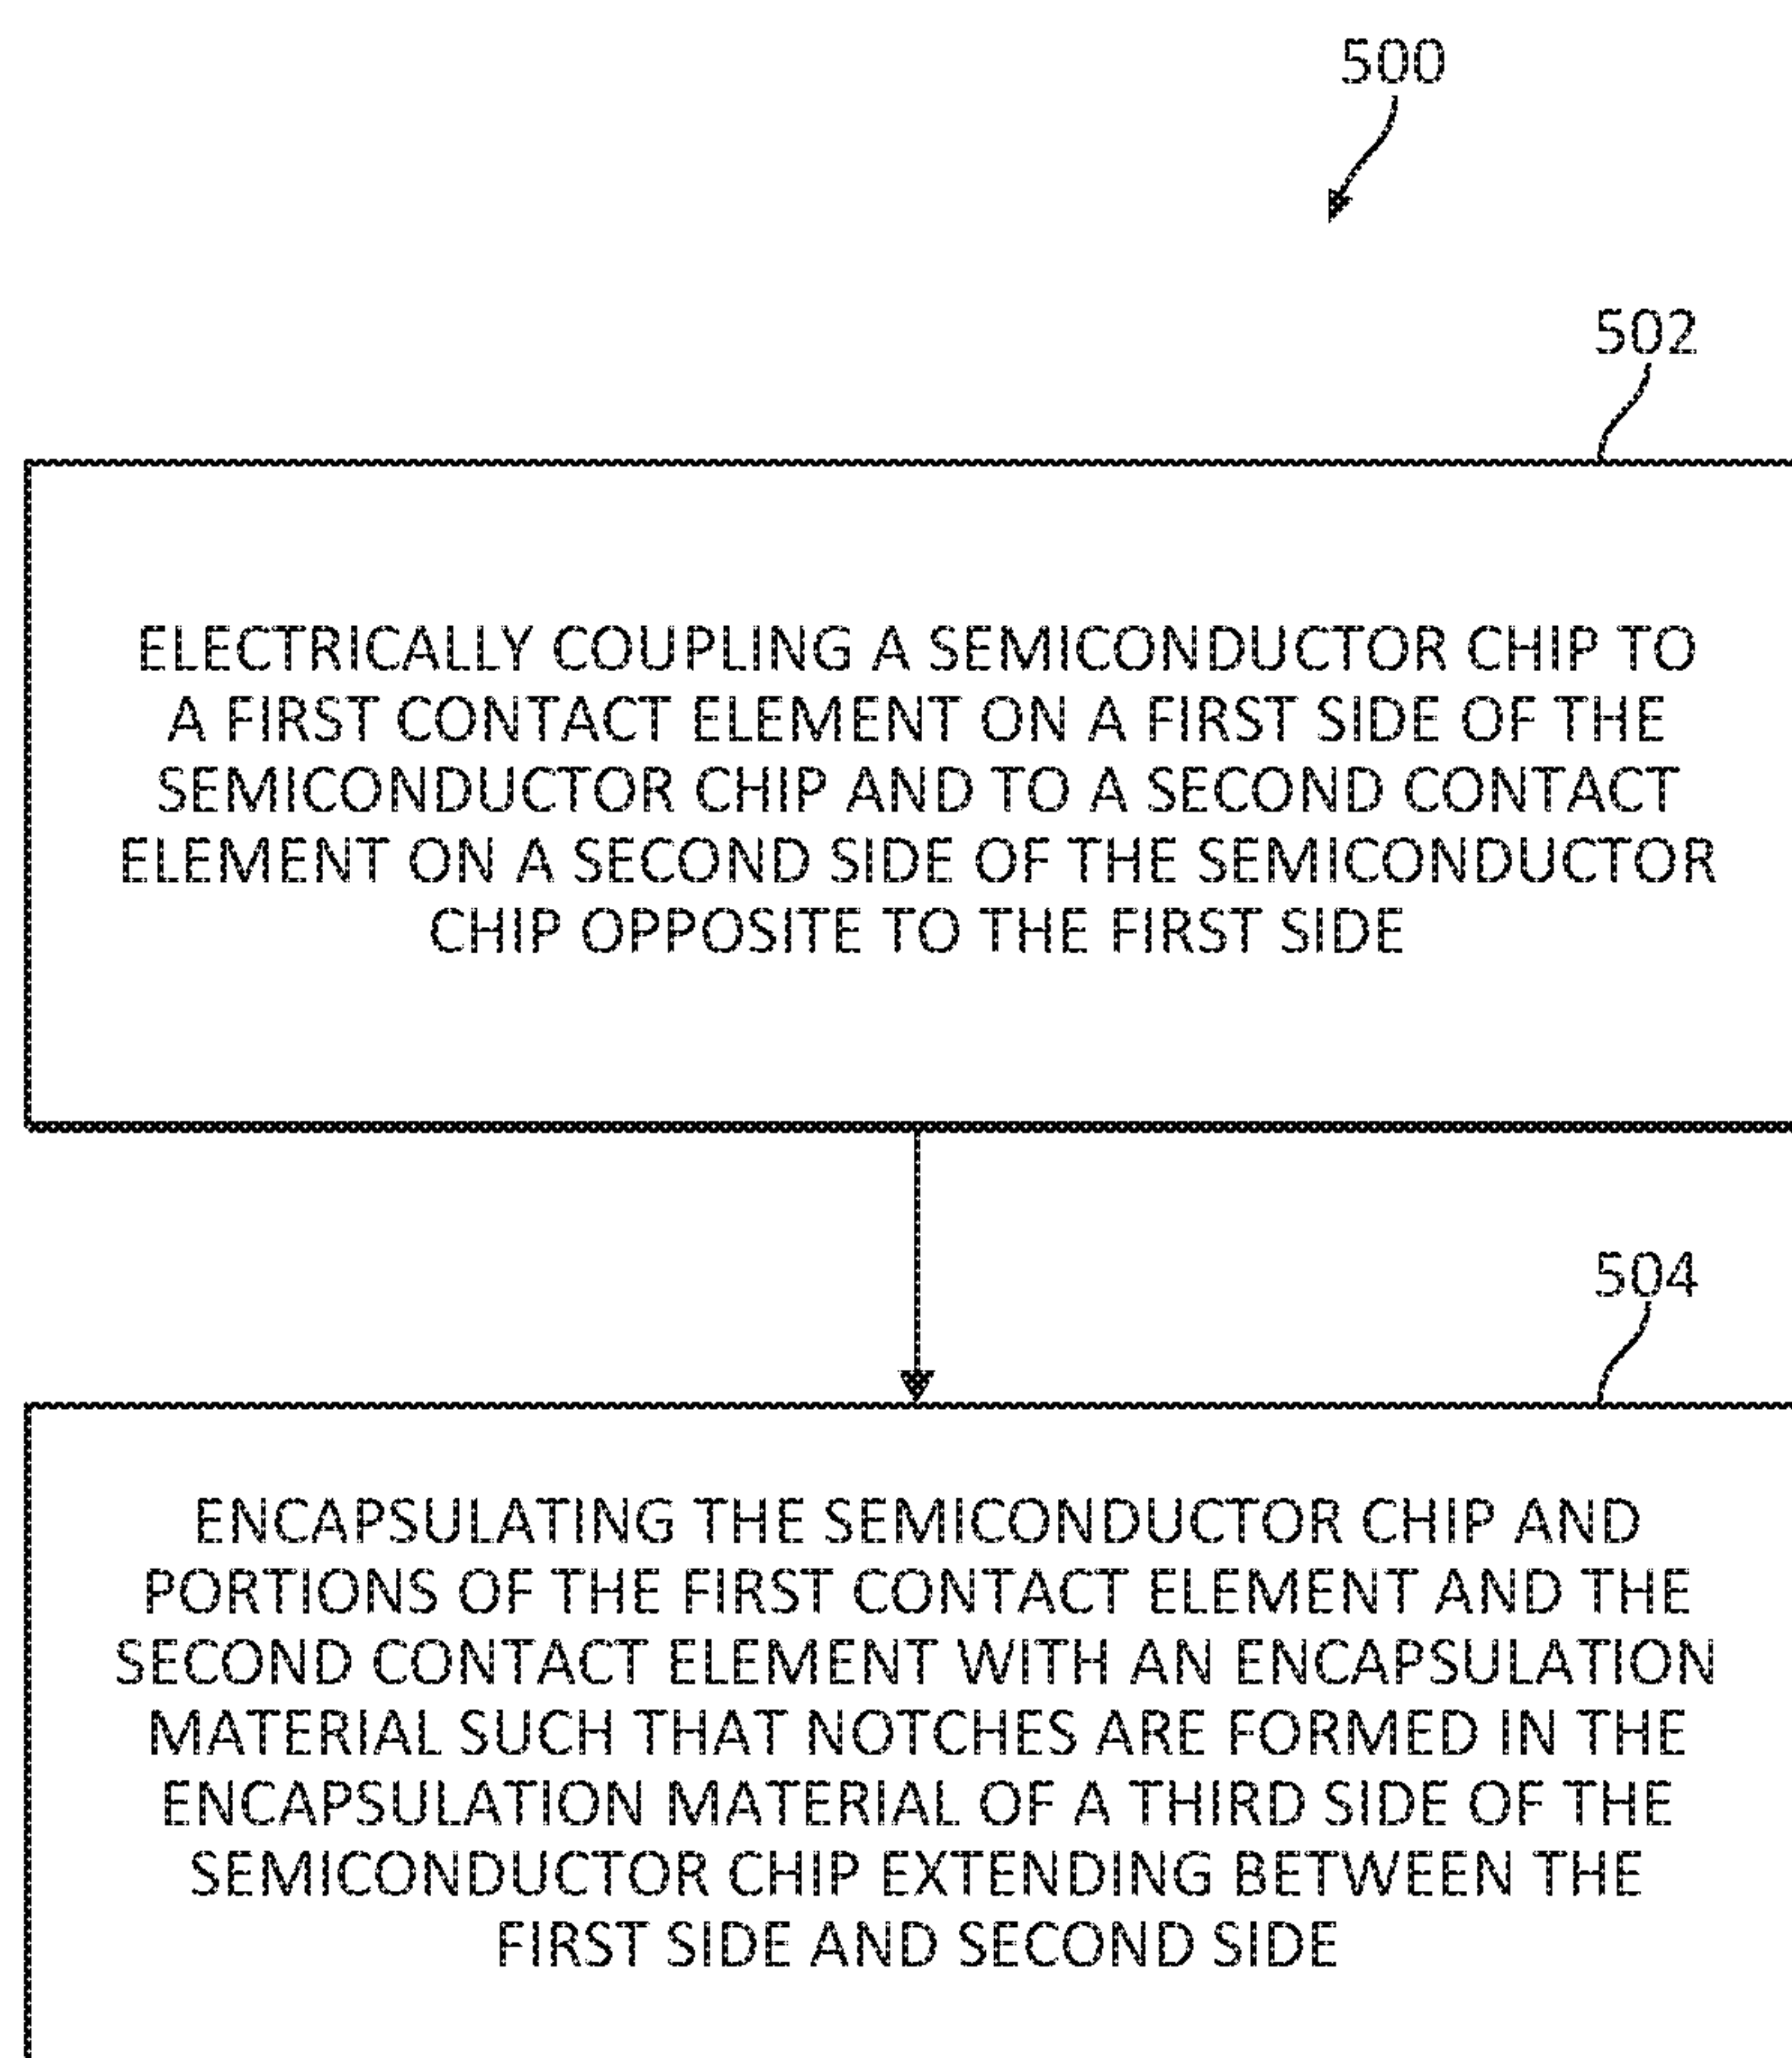 500
502
ELECTRICALLY COUPLING A SEMICONDUCTOR CHIP TO
A FIRST CONTACT ELEMENT ON A FIRST SIDE OF THE
SEMICONDUCTOR CHIP AND TO A SECOND CONTACT
ELEMENT ON A SECOND SIDE OF THE SEMICONDUCTOR
CHIP OPPOSITE TO THE FIRST SIDE
504
ENCAPSULATING THE SEMICONDUCTOR CHIP AND
PORTIONS OF THE FIRST CONTACT ELEMENT AND THE
SECOND CONTACT ELEMENT WITH AN ENCAPSULATION
MATERIAL SUCH THAT NOTCHES ARE FORMED IN THE
ENCAPSULATION MATERIAL OF A THIRD SIDE OF THE
SEMICONDUCTOR CHIP EXTENDING BETWEEN THE
FIRST SIDE AND SECOND SIDE